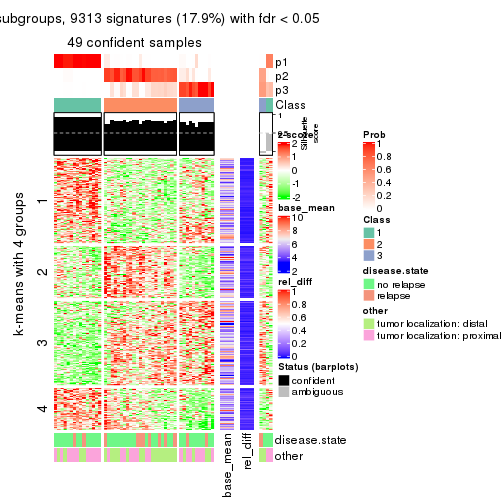 subgroups, 9313 signatures (17.9%) with fdr < 0.05
49 confident samples
p1
p2
p3
Class
1
Silhouette
score
k-means with 4 groups
1
2
3
4
disease.state
other
base_mean
rel_diff
z-score
2
1
0
-1
-2
base_mean
10
8
6
4
2
rel_diff
1
0.8
0.6
0.4
0.2
0
Status (barplots)
confident
ambiguous
Prob
1
0.8
0.6
0.4
0.2
0
Class
1
2
3
disease.state
no relapse
relapse
other
tumor localization: distal
tumor localization: proximal